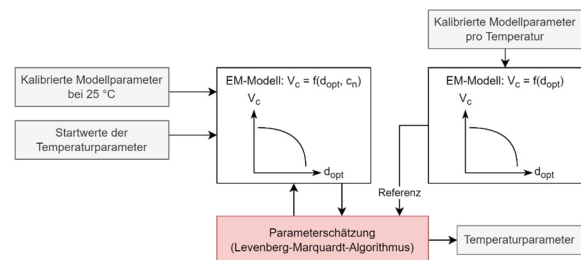 Kalibrierte Modellparameter
pro Temperatur
Kalibrierte Modellparameter
bei 25 °C
Startwerte der
Temperaturparameter
EM-Modell: Vc = f(dopt, cn)
Vc
dopt
EM-Modell: Vc = f(dopt)
Vc
dopt
Referenz
Parameterschätzung
(Levenberg-Marquardt-Algorithmus)
Temperaturparameter